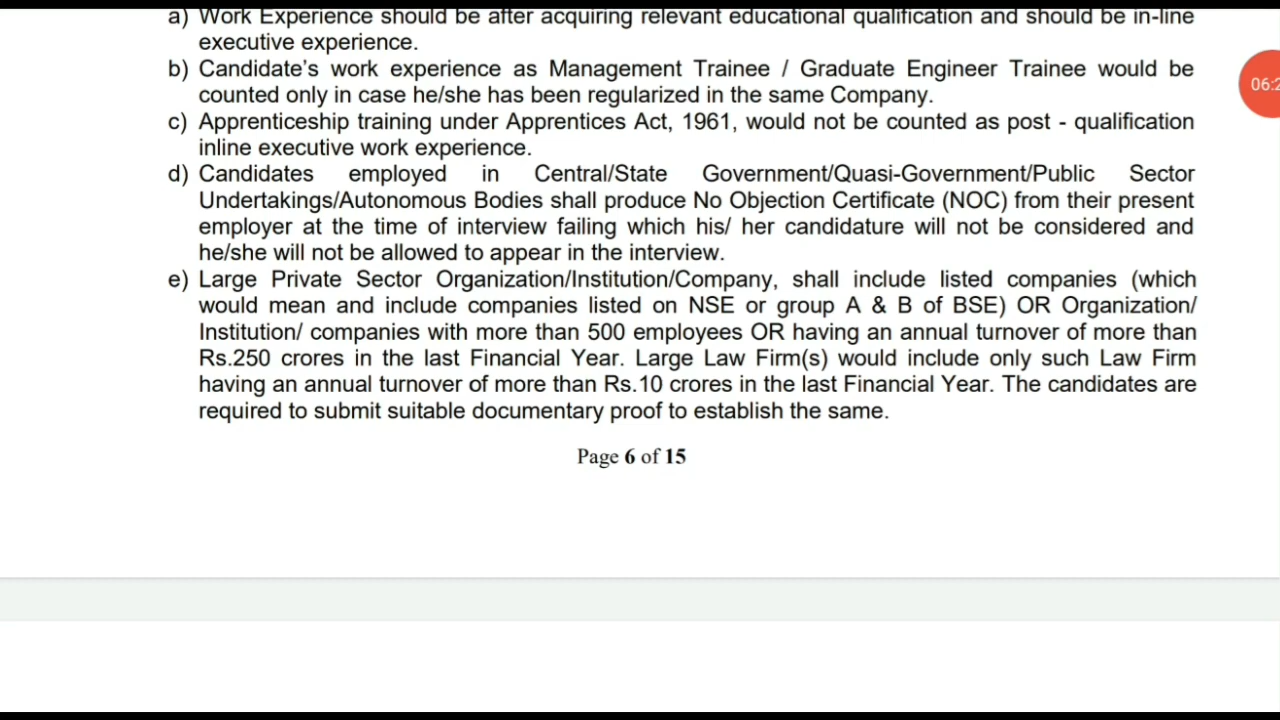 a) Work Experience should be after acquiring relevant educational qualification and should be in-line
executive experience.
b) Candidate's work experience as Management Trainee / Graduate Engineer Trainee would be
counted only in case he/she has been regularized in the same Company.
c) Apprenticeship training under Apprentices Act, 1961, would not be counted as post - qualification
inline executive work experience.
d) Candidates employed in Central/State Government/Quasi-Government/Public Sector
Undertakings/Autonomous Bodies shall produce No Objection Certificate (NOC) from their present
employer at the time of interview failing which his/ her candidature will not be considered and
he/she will not be allowed to appear in the interview.
e) Large Private Sector Organization/Institution/Company, shall include listed companies (which
would mean and include companies listed on NSE or group A & B of BSE) OR Organization/
Institution/ companies with more than 500 employees OR having an annual turnover of more than
Rs.250 crores in the last Financial Year. Large Law Firm(s) would include only such Law Firm
having an annual turnover of more than Rs.10 crores in the last Financial Year. The candidates are
required to submit suitable documentary proof to establish the same.
Page 6 of 15